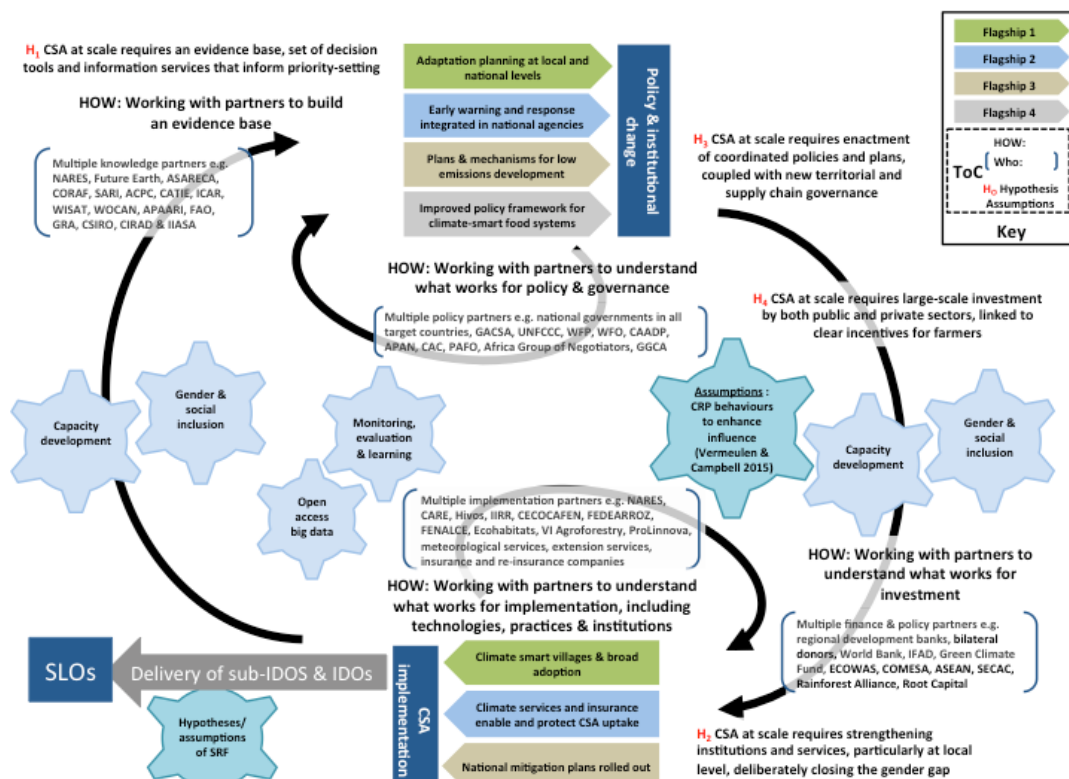 H1 CSA at scale requires an evidence base, set of decision
tools and information services that inform priority-setting
HOW: Working with partners to build
an evidence base
Multiple knowledge partners e.g.
NARES, Future Earth, ASARECA,
CORAF, SARI, ACPC, CATIE, ICAR,
WISAT, WOCAN, APAARI, FAO,
GRA, CSIRO, CIRAD & IIASA
Adaptation planning at local and
national levels
Early warning and response
integrated in national agencies
Plans & mechanisms for low
emissions development
Improved policy framework for
climate-smart food systems
Policy & institutional
change
Flagship 1
Flagship 2
Flagship 3
Flagship 4
HOW:
Who:
ToC
H0 Hypothesis
Assumptions
Key
H3 CSA at scale requires enactment
of coordinated policies and plans,
coupled with new territorial and
supply chain governance
HOW: Working with partners to understand
what works for policy & governance
Multiple policy partners e.g. national governments in all
target countries, GACSA, UNFCCC, WFP, WFO, CAADP,
APAN, CAC, PAFO, Africa Group of Negotiators, GGCA
H4 CSA at scale requires large-scale investment
by both public and private sectors, linked to
clear incentives for farmers
Capacity
development
Gender &
social
inclusion
Monitoring,
evaluation
& learning
Open
access
big data
Assumptions :
CRP behaviours
to enhance
influence
(Vermeulen &
Campbell 2015)
Capacity
development
Gender &
social
inclusion
Multiple implementation partners e.g. NARES,
CARE, Hivos, IIRR, CECOCAFEN, FEDEARROZ,
FENALCE, Ecohabitats, VI Agroforestry, ProLinnova,
meteorological services, extension services,
insurance and re-insurance companies
HOW: Working with partners to understand
what works for implementation, including
technologies, practices & institutions
HOW: Working with partners to
understand what works for
investment
Multiple finance & policy partners e.g.
regional development banks, bilateral
donors, World Bank, IFAD, Green Climate
Fund, ECOWAS, COMESA, ASEAN, SECAC,
Rainforest Alliance, Root Capital
SLOs
Delivery of sub-IDOS & IDOs
Hypotheses/
assumptions
of SRF
CSA
implementation
Climate smart villages & broad
adoption
Climate services and insurance
enable and protect CSA uptake
National mitigation plans rolled out
H2 CSA at scale requires strengthening
institutions and services, particularly at local
level, deliberately closing the gender gap